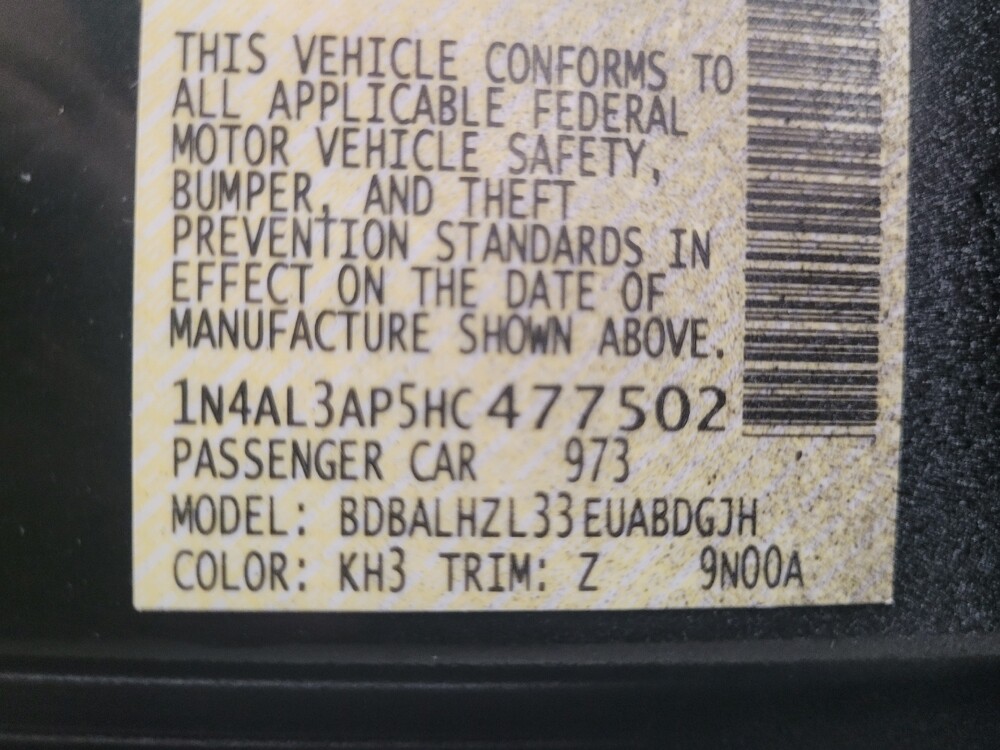 THIS VEHICLE CONFORMS TO
ALL APPLICABLE FEDERAL
MOTOR VEHICLE SAFETY,
BUMPER, AND THEFT
PREVENTION STANDARDS IN
EFFECT ON THE DATE OF
MANUFACTURE SHOWN ABOVE.
1N4AL3AP5HC477502
PASSENGER CAR 973
MODEL: BDBALHZL33EUABDGJH
COLOR: KH3 TRIM: Z 9N00A